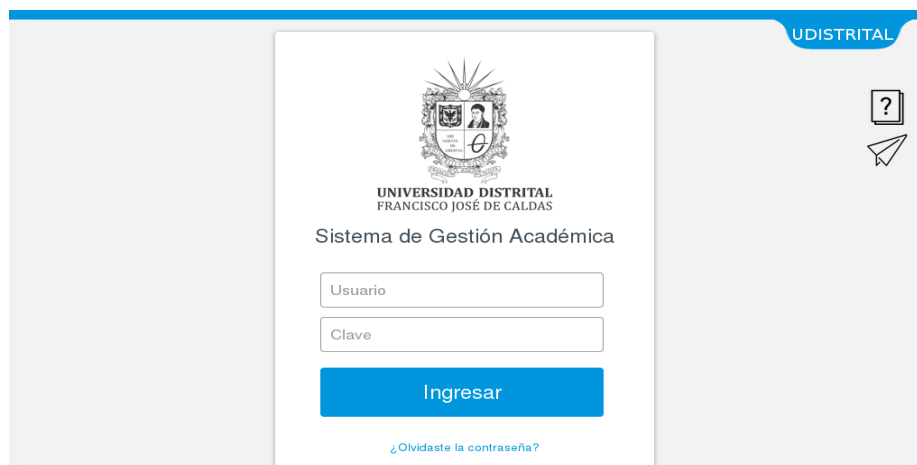 UDISTRITAL
?
UNIVERSIDAD DISTRITAL
FRANCISCO JOSÉ DE CALDAS
Sistema de Gestión Académica
Usuario
Clave
Ingresar
¿Olvidaste la contraseña?